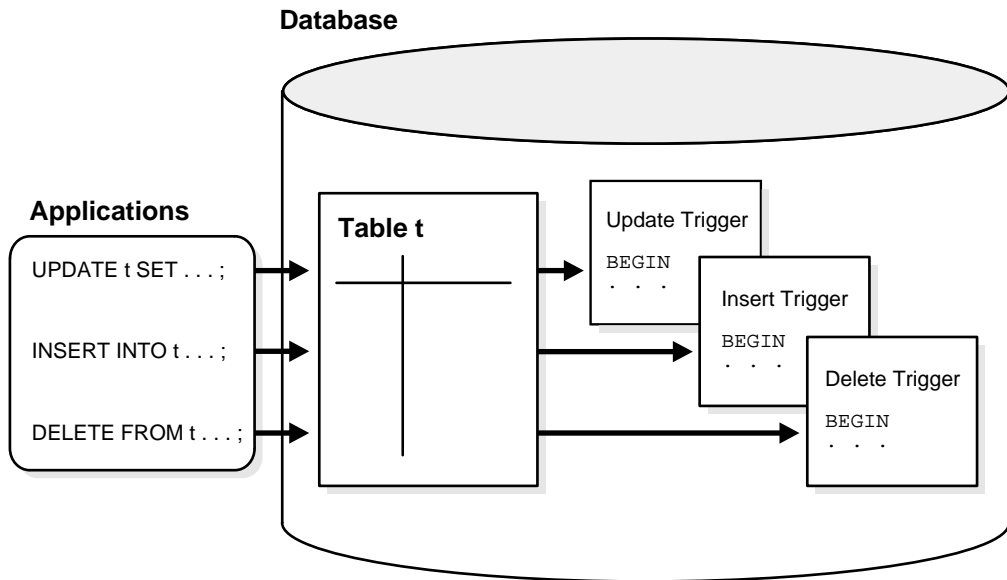 Database
Applications
UPDATE t SET . . . ;
INSERT INTO t . . . ;
DELETE FROM t . . . ;
Table t
Update Trigger
BEGIN
. . .
Insert Trigger
BEGIN
. . .
Delete Trigger
BEGIN
. . .